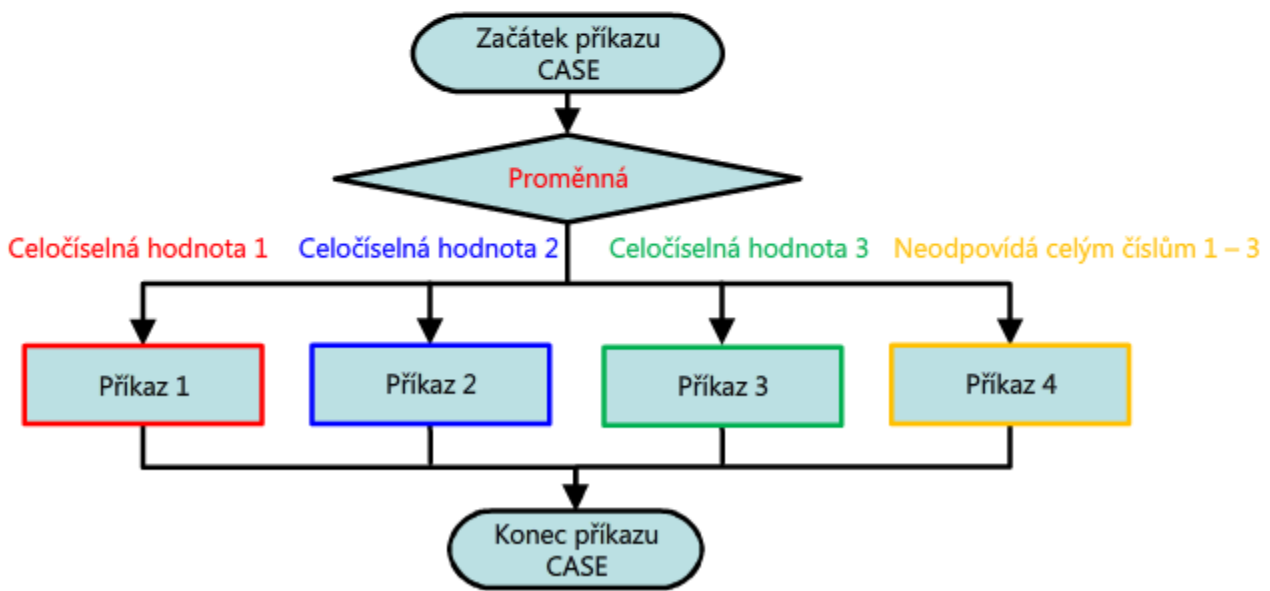 Začátek příkazu
CASE
Proměnná
Celočíselná hodnota 1
Celočíselná hodnota 2
Celočíselná hodnota 3
Neodpovídá celým číslům 1 – 3
Příkaz 1
Příkaz 2
Příkaz 3
Příkaz 4
Konec příkazu
CASE